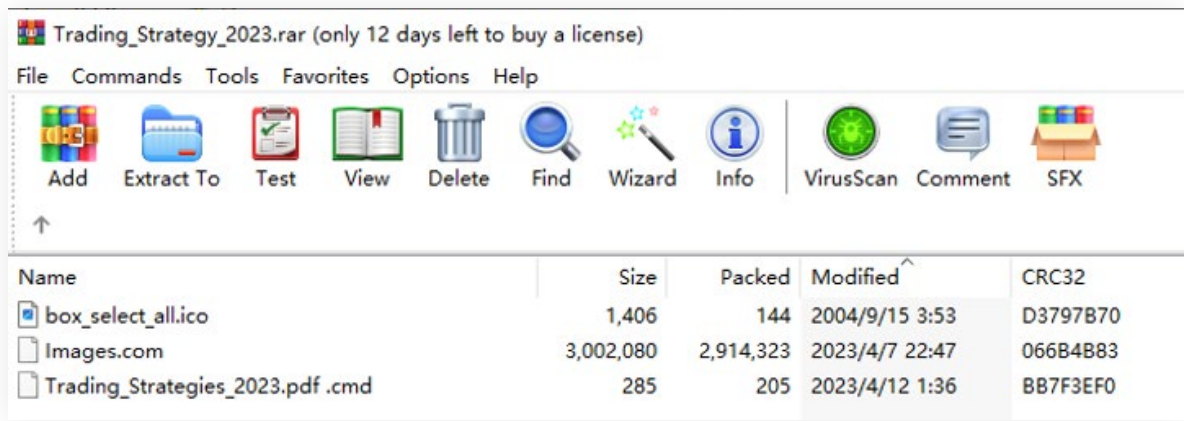 Trading_Strategy_2023.rar (only 12 days left to buy a license)
File Commands Tools Favorites Options Help
Add Extract To Test View Delete Find Wizard Info VirusScan Comment SFX
Name Size Packed Modified CRC32
box_select_all.ico 1,406 144 2004/9/15 3:53 D3797B70
Images.com 3,002,080 2,914,323 2023/4/7 22:47 066B4B83
Trading_Strategies_2023.pdf .cmd 285 205 2023/4/12 1:36 BB7F3EF0